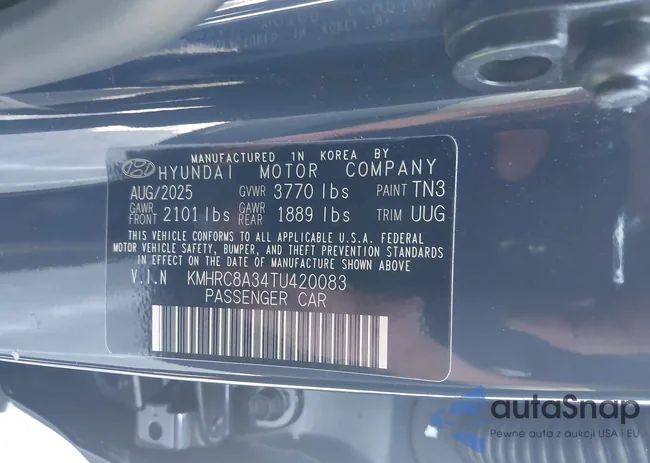 MANUFACTURED IN KOREA BY
HYUNDAI MOTOR COMPANY
AUG/2025 GVWR 3770 lbs PAINT TN3
GAWR FRONT 2101 lbs GAWR REAR 1889 lbs TRIM UUG
THIS VEHICLE CONFORMS TO ALL APPLICABLE U.S.A. FEDERAL
MOTOR VEHICLE SAFETY, BUMPER, AND THEFT PREVENTION STANDARDS
IN EFFECT ON THE DATE OF MANUFACTURE SHOWN ABOVE
V.I.N KMHRC8A34TU420083
PASSENGER CAR
autaSnap
Pewne auta z aukcji USA i EU